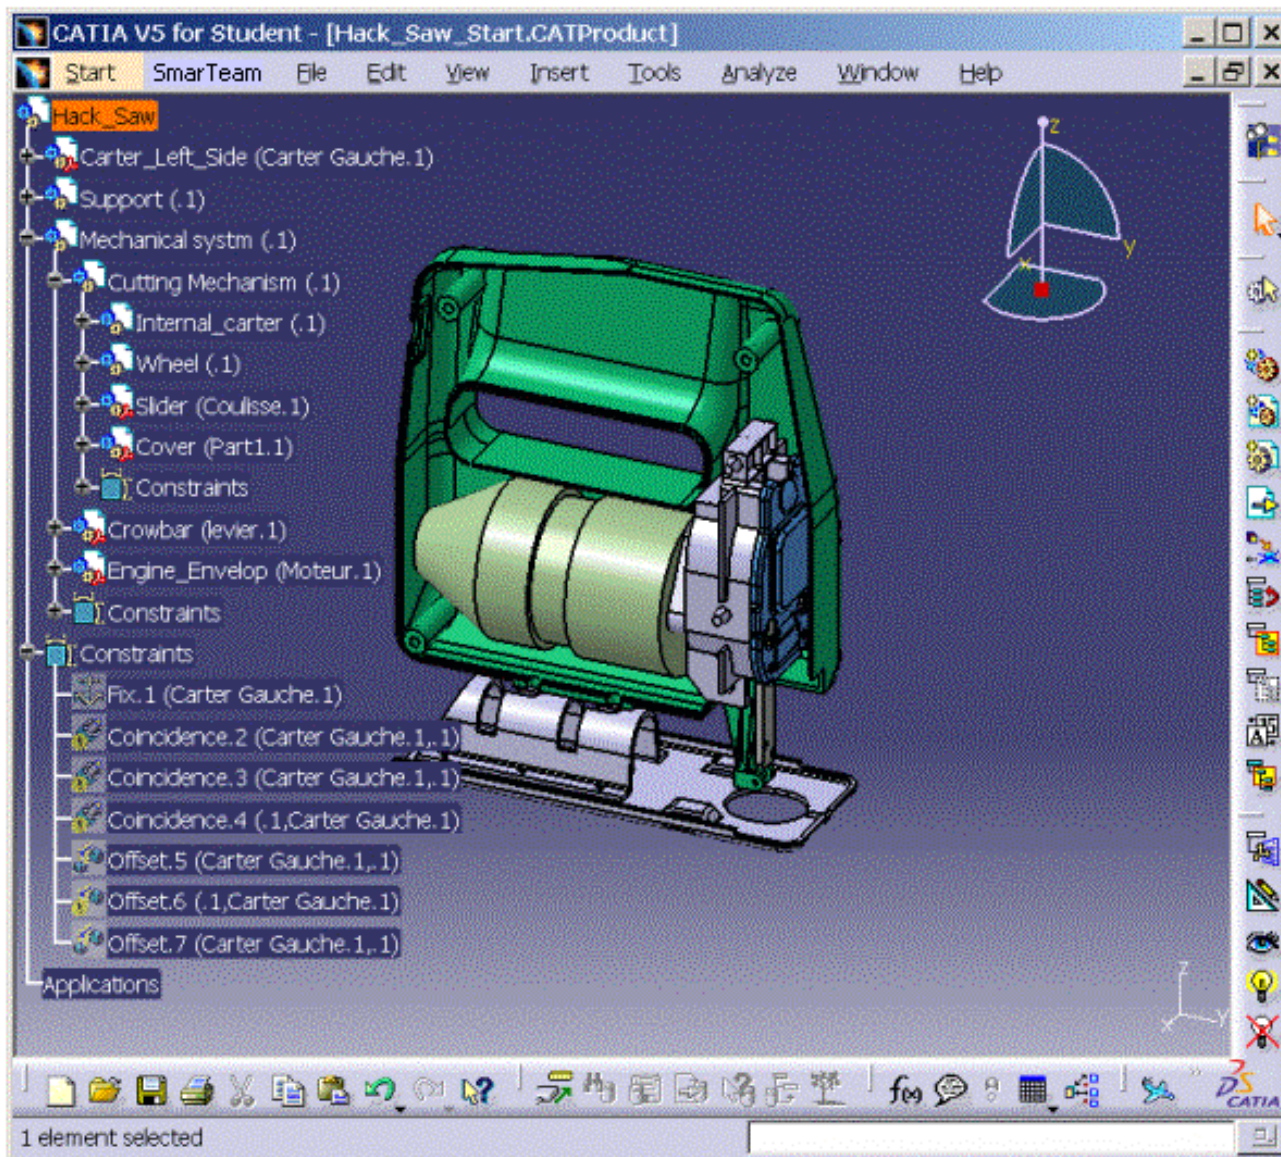 CATIA V5 for Student - [Hack_Saw_Start.CATProduct]
Start SmarTeam File Edit View Insert Tools Analyze Window Help
Hack_Saw
Carter_Left_Side (Carter Gauche.1)
Support (.1)
Mechanical systm (.1)
Cutting Mechanism (.1)
Internal_carter (.1)
Wheel (.1)
Slider (Coulisse.1)
Cover (Part1.1)
Constraints
Crowbar (levier.1)
Engine_Envelop (Moteur.1)
Constraints
Constraints
Fix.1 (Carter Gauche.1)
Coincidence.2 (Carter Gauche.1,.1)
Coincidence.3 (Carter Gauche.1,.1)
Coincidence.4 (.1,Carter Gauche.1)
Offset.5 (Carter Gauche.1,.1)
Offset.6 (.1,Carter Gauche.1)
Offset.7 (Carter Gauche.1,.1)
Applications
z
y
x
z
x y
f(x)
DS CATIA
1 element selected